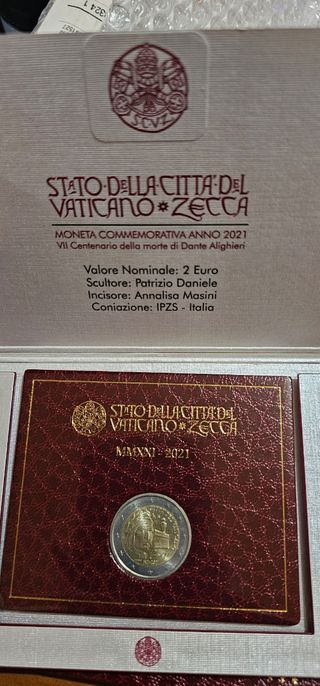 324 1
S.C.V.Z.
STATO·DELLA·CITTÀ·DEL
VATICANO ✵ ZECCA
MONETA COMMEMORATIVA ANNO 2021
VII Centenario della morte di Dante Alighieri
Valore Nominale: 2 Euro
Scultore: Patrizio Daniele
Incisore: Annalisa Masini
Coniazione: IPZS - Italia
STATO·DELLA·CITTÀ·DEL
VATICANO ✵ ZECCA
MMXXI - 2021